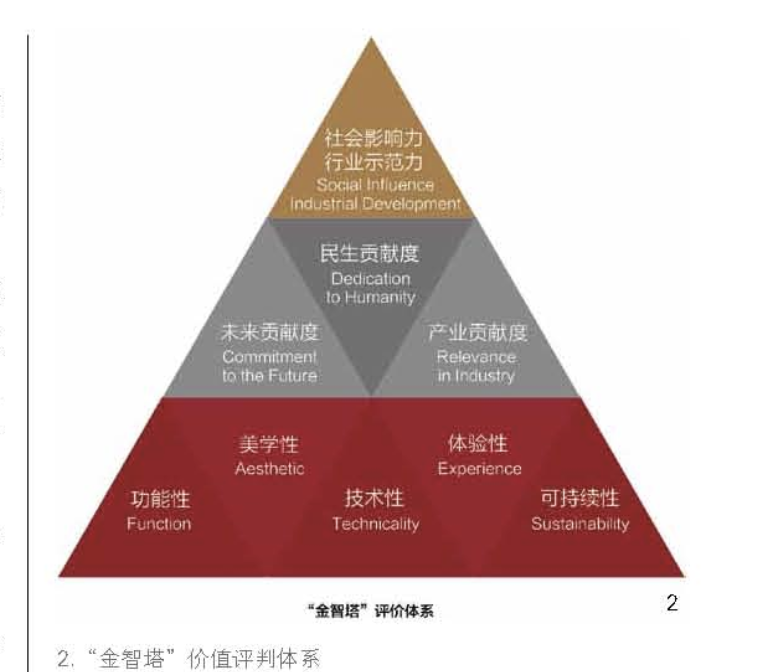 社会影响力
行业示范力
Social Influence
Industrial Development
民生贡献度
Dedication
to Humanity
未来贡献度
Commitment
to the Future
产业贡献度
Relevance
in Industry
美学性
Aesthetic
体验性
Experience
功能性
Function
技术性
Technicality
可持续性
Sustainability
“金智塔”评价体系
2
2. “金智塔”价值评判体系